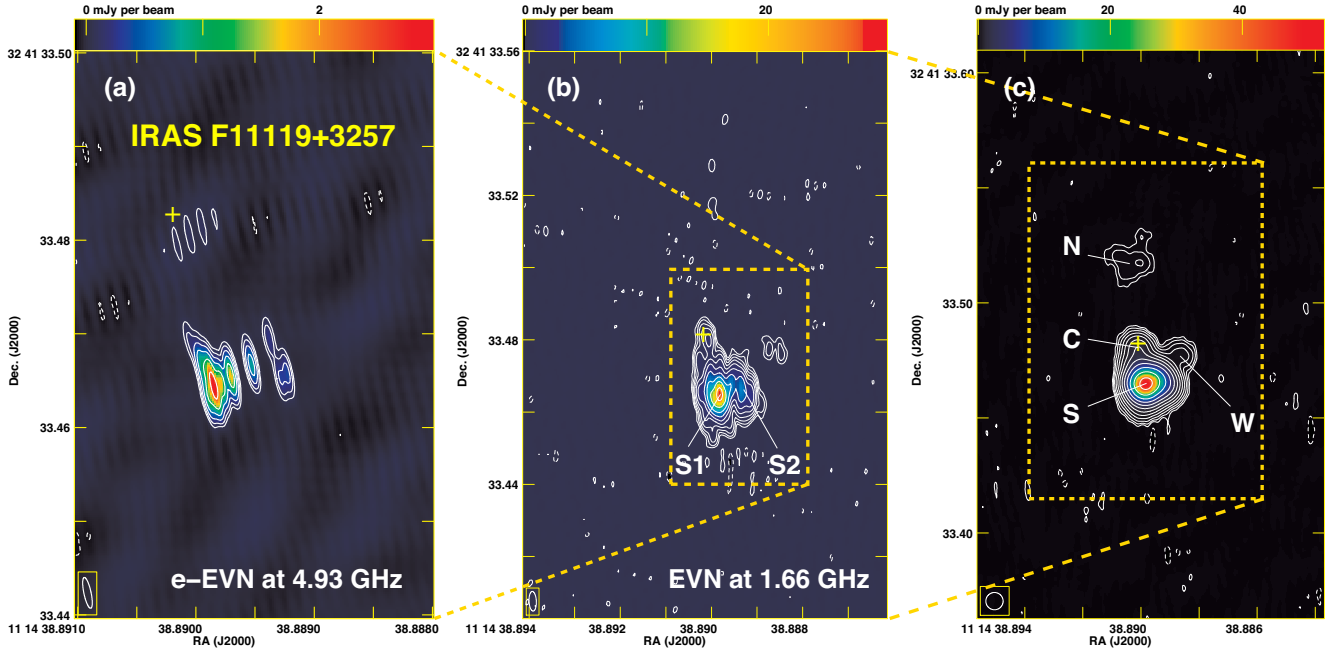 0 mJy per beam 2
32 41 33.50
(a)
IRAS F11119+3257
33.48
33.46
33.44
Dec. (J2000)
e−EVN at 4.93 GHz
11 14 38.8910 38.8900 38.8890 38.8880
RA (J2000)
0 mJy per beam 20
32 41 33.56
(b)
33.52
33.48
33.44
Dec. (J2000)
S1 S2
EVN at 1.66 GHz
11 14 38.894 38.892 38.890 38.888
RA (J2000)
0 mJy per beam 20 40
32 41 33.60
(c)
33.50
33.40
Dec. (J2000)
N
C
S
W
11 14 38.894 38.890 38.886
RA (J2000)